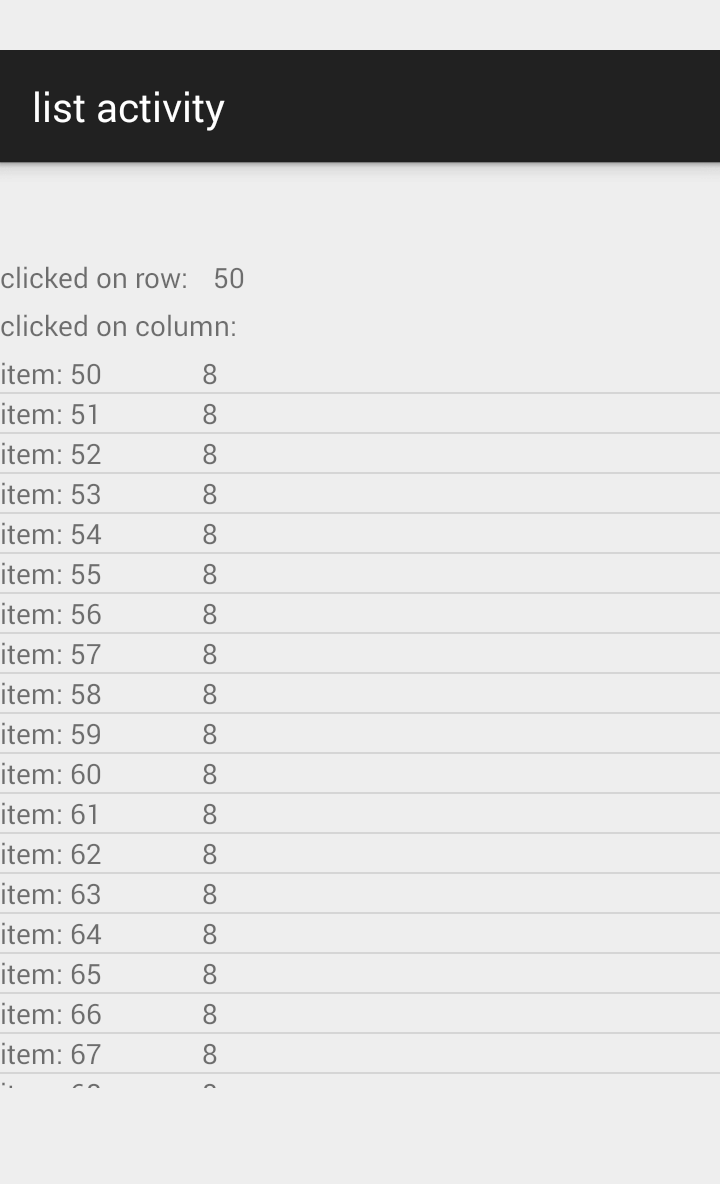 list activity
clicked on row: 50
clicked on column:
item: 50 8
item: 51 8
item: 52 8
item: 53 8
item: 54 8
item: 55 8
item: 56 8
item: 57 8
item: 58 8
item: 59 8
item: 60 8
item: 61 8
item: 62 8
item: 63 8
item: 64 8
item: 65 8
item: 66 8
item: 67 8